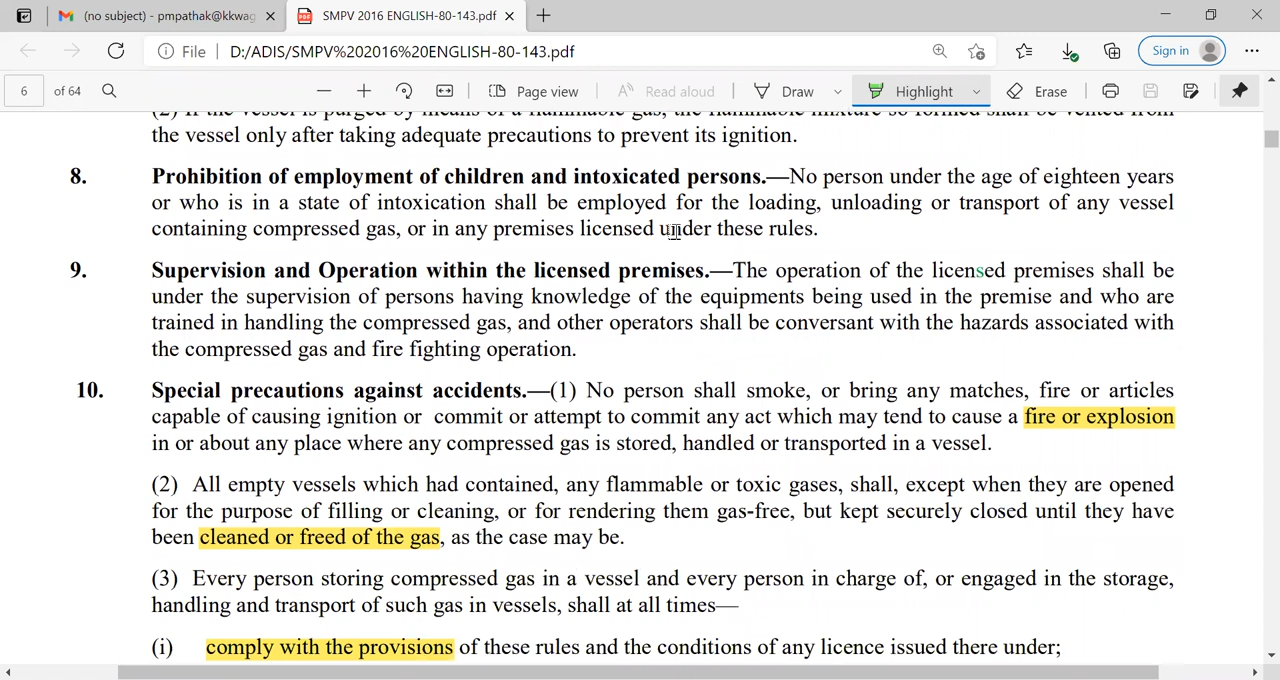 (no subject) - pmpathak@kkwag
SMPV 2016 ENGLISH-80-143.pdf
File D:/ADIS/SMPV%202016%20ENGLISH-80-143.pdf
Sign in
6 of 64 Page view Read aloud Draw Highlight Erase
(2) If the vessel is purged by means of a flammable gas, the flammable mixture so formed shall be vented from
the vessel only after taking adequate precautions to prevent its ignition.
8. Prohibition of employment of children and intoxicated persons.—No person under the age of eighteen years
or who is in a state of intoxication shall be employed for the loading, unloading or transport of any vessel
containing compressed gas, or in any premises licensed under these rules.
9. Supervision and Operation within the licensed premises.—The operation of the licensed premises shall be
under the supervision of persons having knowledge of the equipments being used in the premise and who are
trained in handling the compressed gas, and other operators shall be conversant with the hazards associated with
the compressed gas and fire fighting operation.
10. Special precautions against accidents.—(1) No person shall smoke, or bring any matches, fire or articles
capable of causing ignition or commit or attempt to commit any act which may tend to cause a fire or explosion
in or about any place where any compressed gas is stored, handled or transported in a vessel.
(2) All empty vessels which had contained, any flammable or toxic gases, shall, except when they are opened
for the purpose of filling or cleaning, or for rendering them gas-free, but kept securely closed until they have
been cleaned or freed of the gas, as the case may be.
(3) Every person storing compressed gas in a vessel and every person in charge of, or engaged in the storage,
handling and transport of such gas in vessels, shall at all times—
(i) comply with the provisions of these rules and the conditions of any licence issued there under;